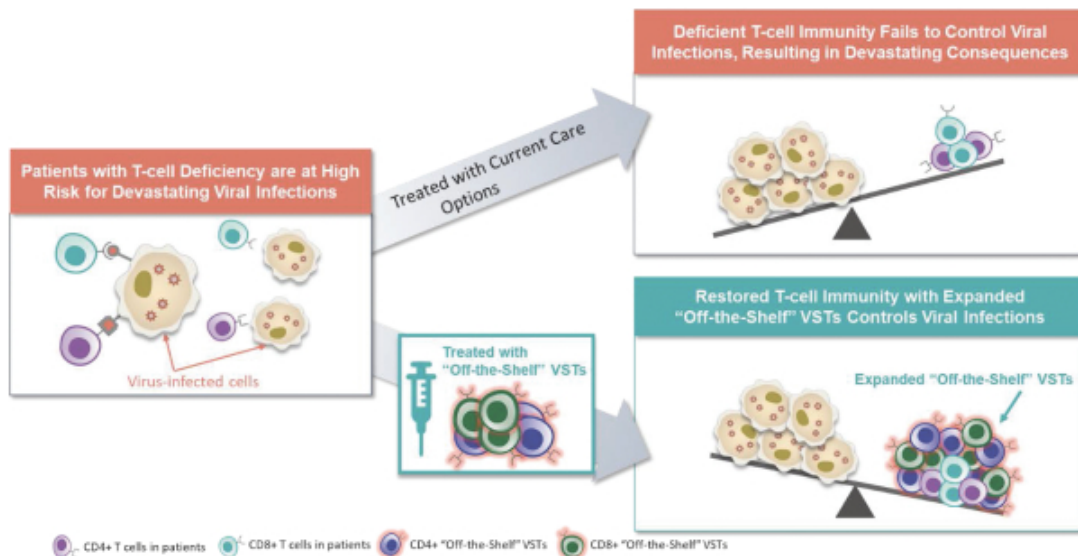 Deficient T-cell Immunity Fails to Control Viral
Infections, Resulting in Devastating Consequences
Patients with T-cell Deficiency are at High
Risk for Devastating Viral Infections
Treated with Current Care
Options
Virus-infected cells
Treated with
"Off-the-Shelf" VSTs
Restored T-cell Immunity with Expanded
"Off-the-Shelf" VSTs Controls Viral Infections
Expanded "Off-the-Shelf" VSTs
CD4+ T cells in patients
CD8+ T cells in patients
CD4+ "Off-the-Shelf" VSTs
CD8+ "Off-the-Shelf" VSTs